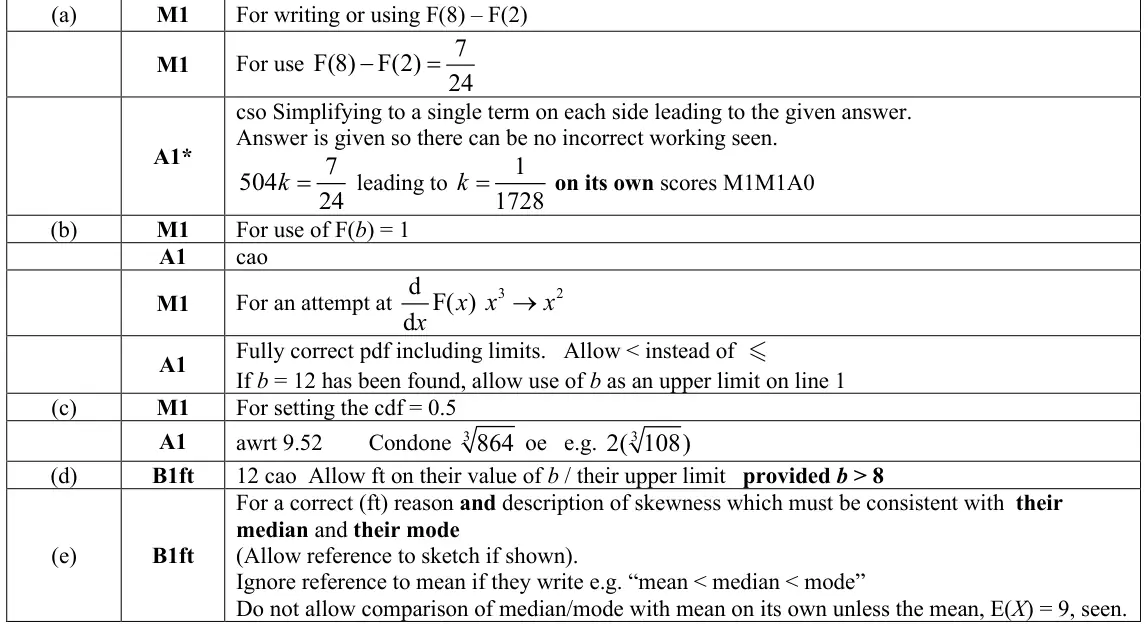 (a) M1 For writing or using F(8) – F(2)
M1 For use F(8) − F(2) = 7/24
cso Simplifying to a single term on each side leading to the given answer.
Answer is given so there can be no incorrect working seen.
A1*
504k = 7/24 leading to k = 1/1728 on its own scores M1M1A0
(b) M1 For use of F(b) = 1
A1 cao
M1 For an attempt at d/dx F(x) x³ → x²
A1 Fully correct pdf including limits. Allow < instead of ⩽
If b = 12 has been found, allow use of b as an upper limit on line 1
(c) M1 For setting the cdf = 0.5
A1 awrt 9.52 Condone ∛864 oe e.g. 2(∛108)
(d) B1ft 12 cao Allow ft on their value of b / their upper limit provided b > 8
For a correct (ft) reason and description of skewness which must be consistent with their
median and their mode
(e) B1ft (Allow reference to sketch if shown).
Ignore reference to mean if they write e.g. “mean < median < mode”
Do not allow comparison of median/mode with mean on its own unless the mean, E(X) = 9, seen.